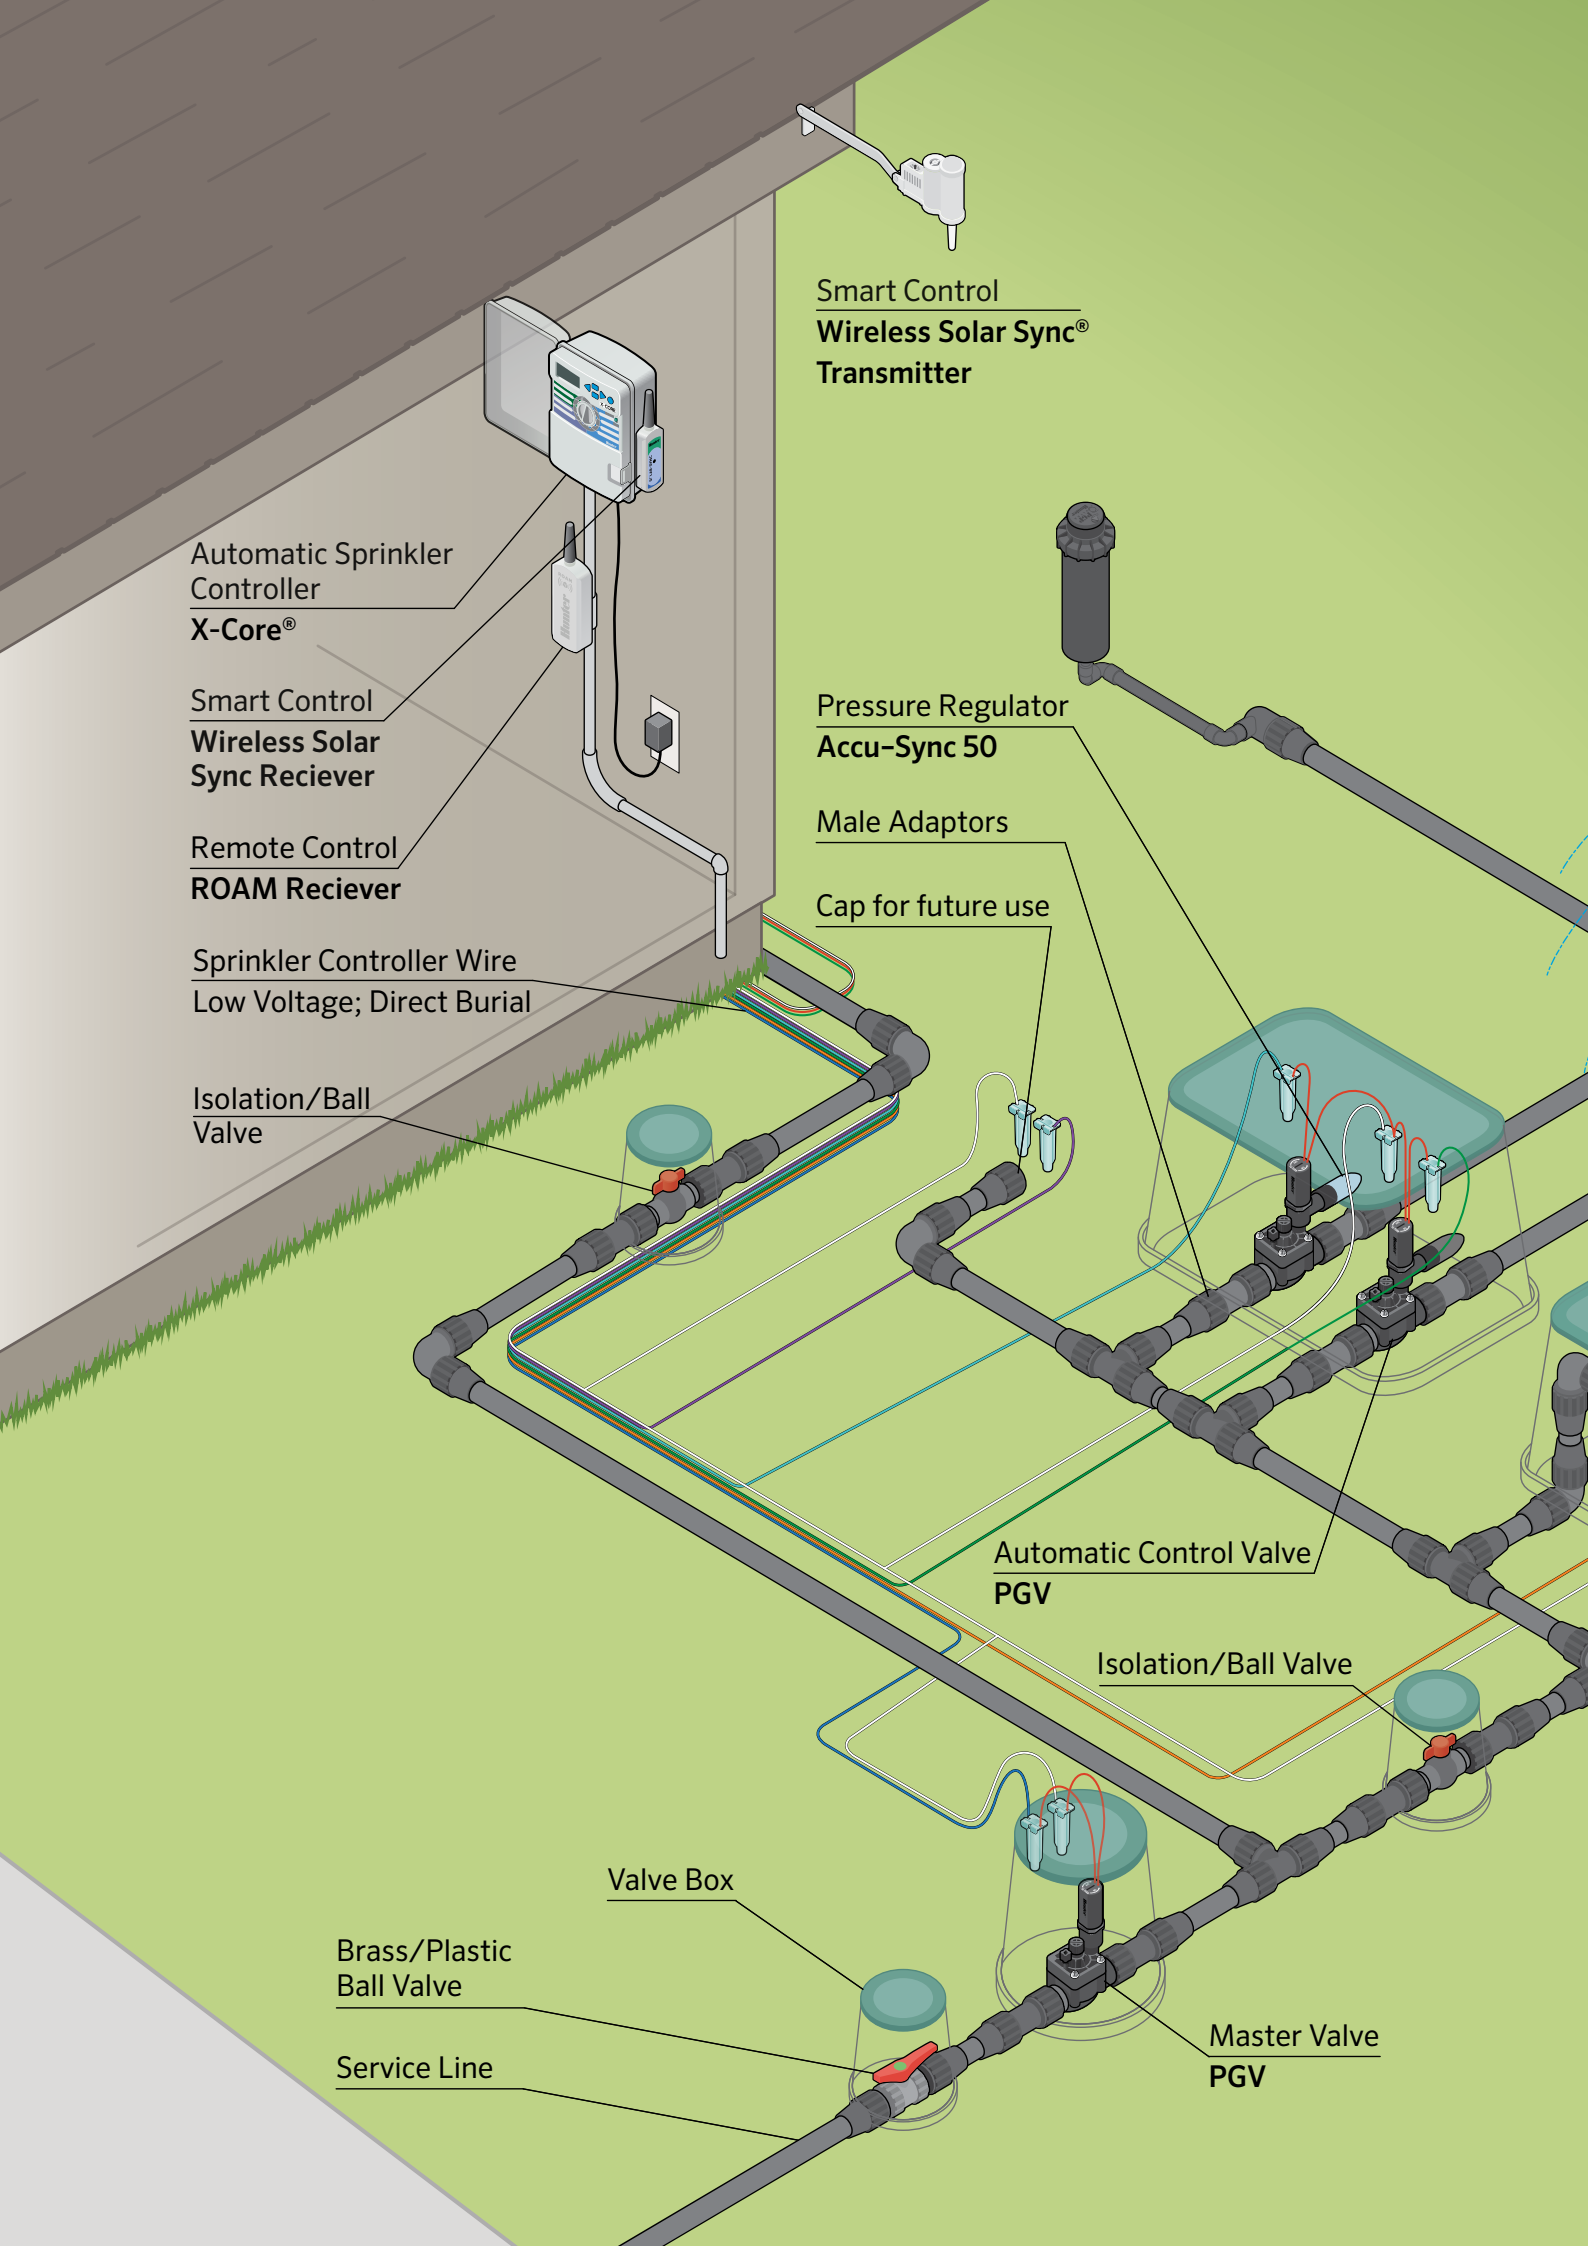 Smart Control
Wireless Solar Sync®
Transmitter
X-CORE
Hunter
Automatic Sprinkler
Controller
X-Core®
Smart Control
Wireless Solar
Sync Reciever
Remote Control
ROAM Reciever
Sprinkler Controller Wire
Low Voltage; Direct Burial
Isolation/Ball
Valve
Pressure Regulator
Accu–Sync 50
Male Adaptors
Cap for future use
Automatic Control Valve
PGV
Isolation/Ball Valve
Valve Box
Brass/Plastic
Ball Valve
Service Line
Master Valve
PGV